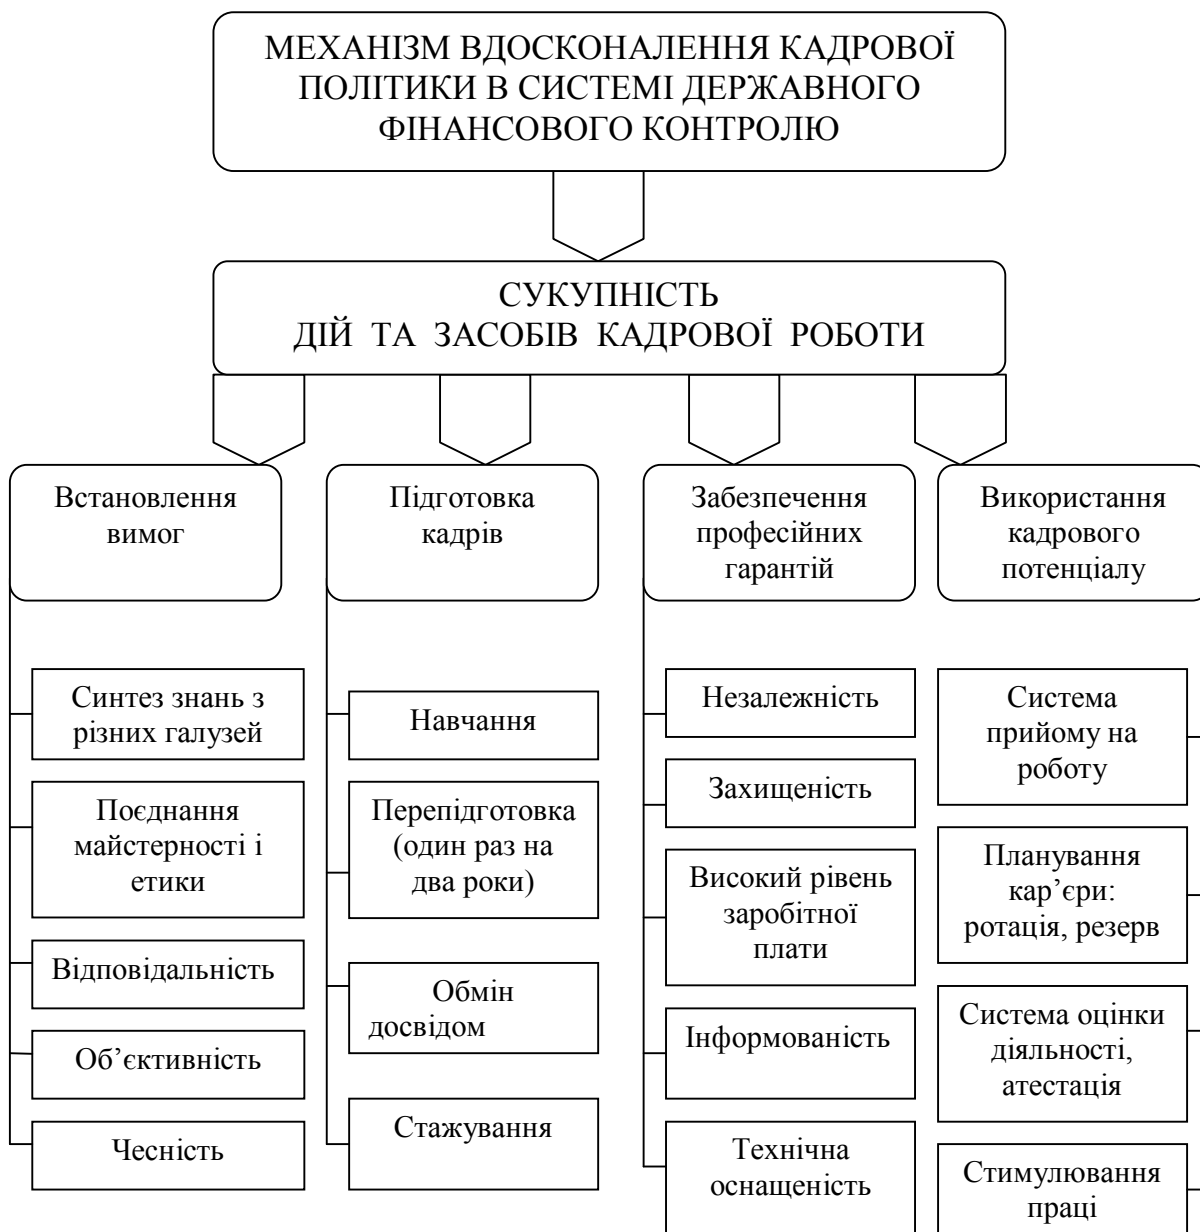 МЕХАНІЗМ ВДОСКОНАЛЕННЯ КАДРОВОЇ
ПОЛІТИКИ В СИСТЕМІ ДЕРЖАВНОГО
ФІНАНСОВОГО КОНТРОЛЮ
СУКУПНІСТЬ
ДІЙ ТА ЗАСОБІВ КАДРОВОЇ РОБОТИ
Встановлення
вимог
Синтез знань з
різних галузей
Поєднання
майстерності і
етики
Відповідальність
Об’єктивність
Чесність
Підготовка
кадрів
Навчання
Перепідготовка
(один раз на
два роки)
Обмін
досвідом
Стажування
Забезпечення
професійних
гарантій
Незалежність
Захищеність
Високий рівень
заробітної
плати
Інформованість
Технічна
оснащеність
Використання
кадрового
потенціалу
Система
прийому на
роботу
Планування
кар’єри:
ротація, резерв
Система оцінки
діяльності,
атестація
Стимулювання
праці